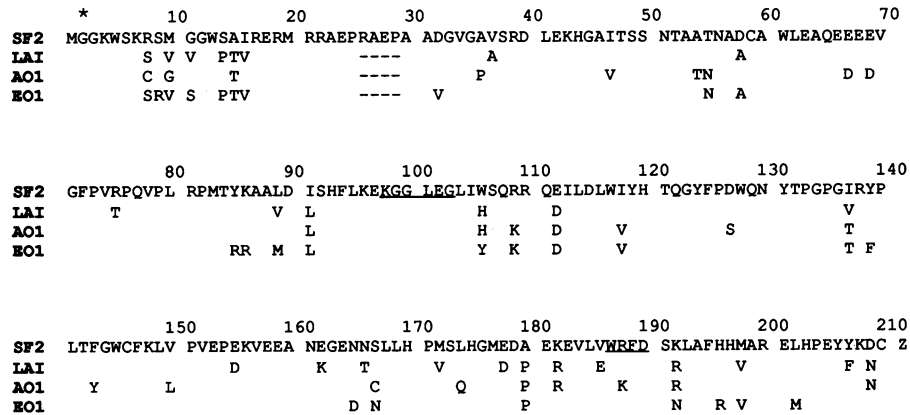 * 10 20 30 40 50 60 70
SF2 MGGKWSKRSM GGWSAIRERM RRAEPRAEPA ADGVGAVSRD LEKHGAITSS NTAATNADCA WLEAQEEEEV
LAI S V V PTV ---- A A
AO1 C G T ---- P V TN D D
EO1 SRV S PTV ---- V N A
80 90 100 110 120 130 140
SF2 GFPVRPQVPL RPMTYKAALD ISHFLKEKGG LEGLIWSQRR QEILDLWIYH TQGYFPDWQN YTPGPGIRYP
LAI T V L H D V
AO1 L H K D V S T
EO1 RR M L Y K D V T F
150 160 170 180 190 200 210
SF2 LTFGWCFKLV PVEPEKVEEA NEGENNSLLH PMSLHGMEDA EKEVLVWRFD SKLAFHHMAR ELHPEYYKDC Z
LAI D I T V D P R E R V F N
AO1 Y L C Q P R K R N
EO1 D N P N R V M